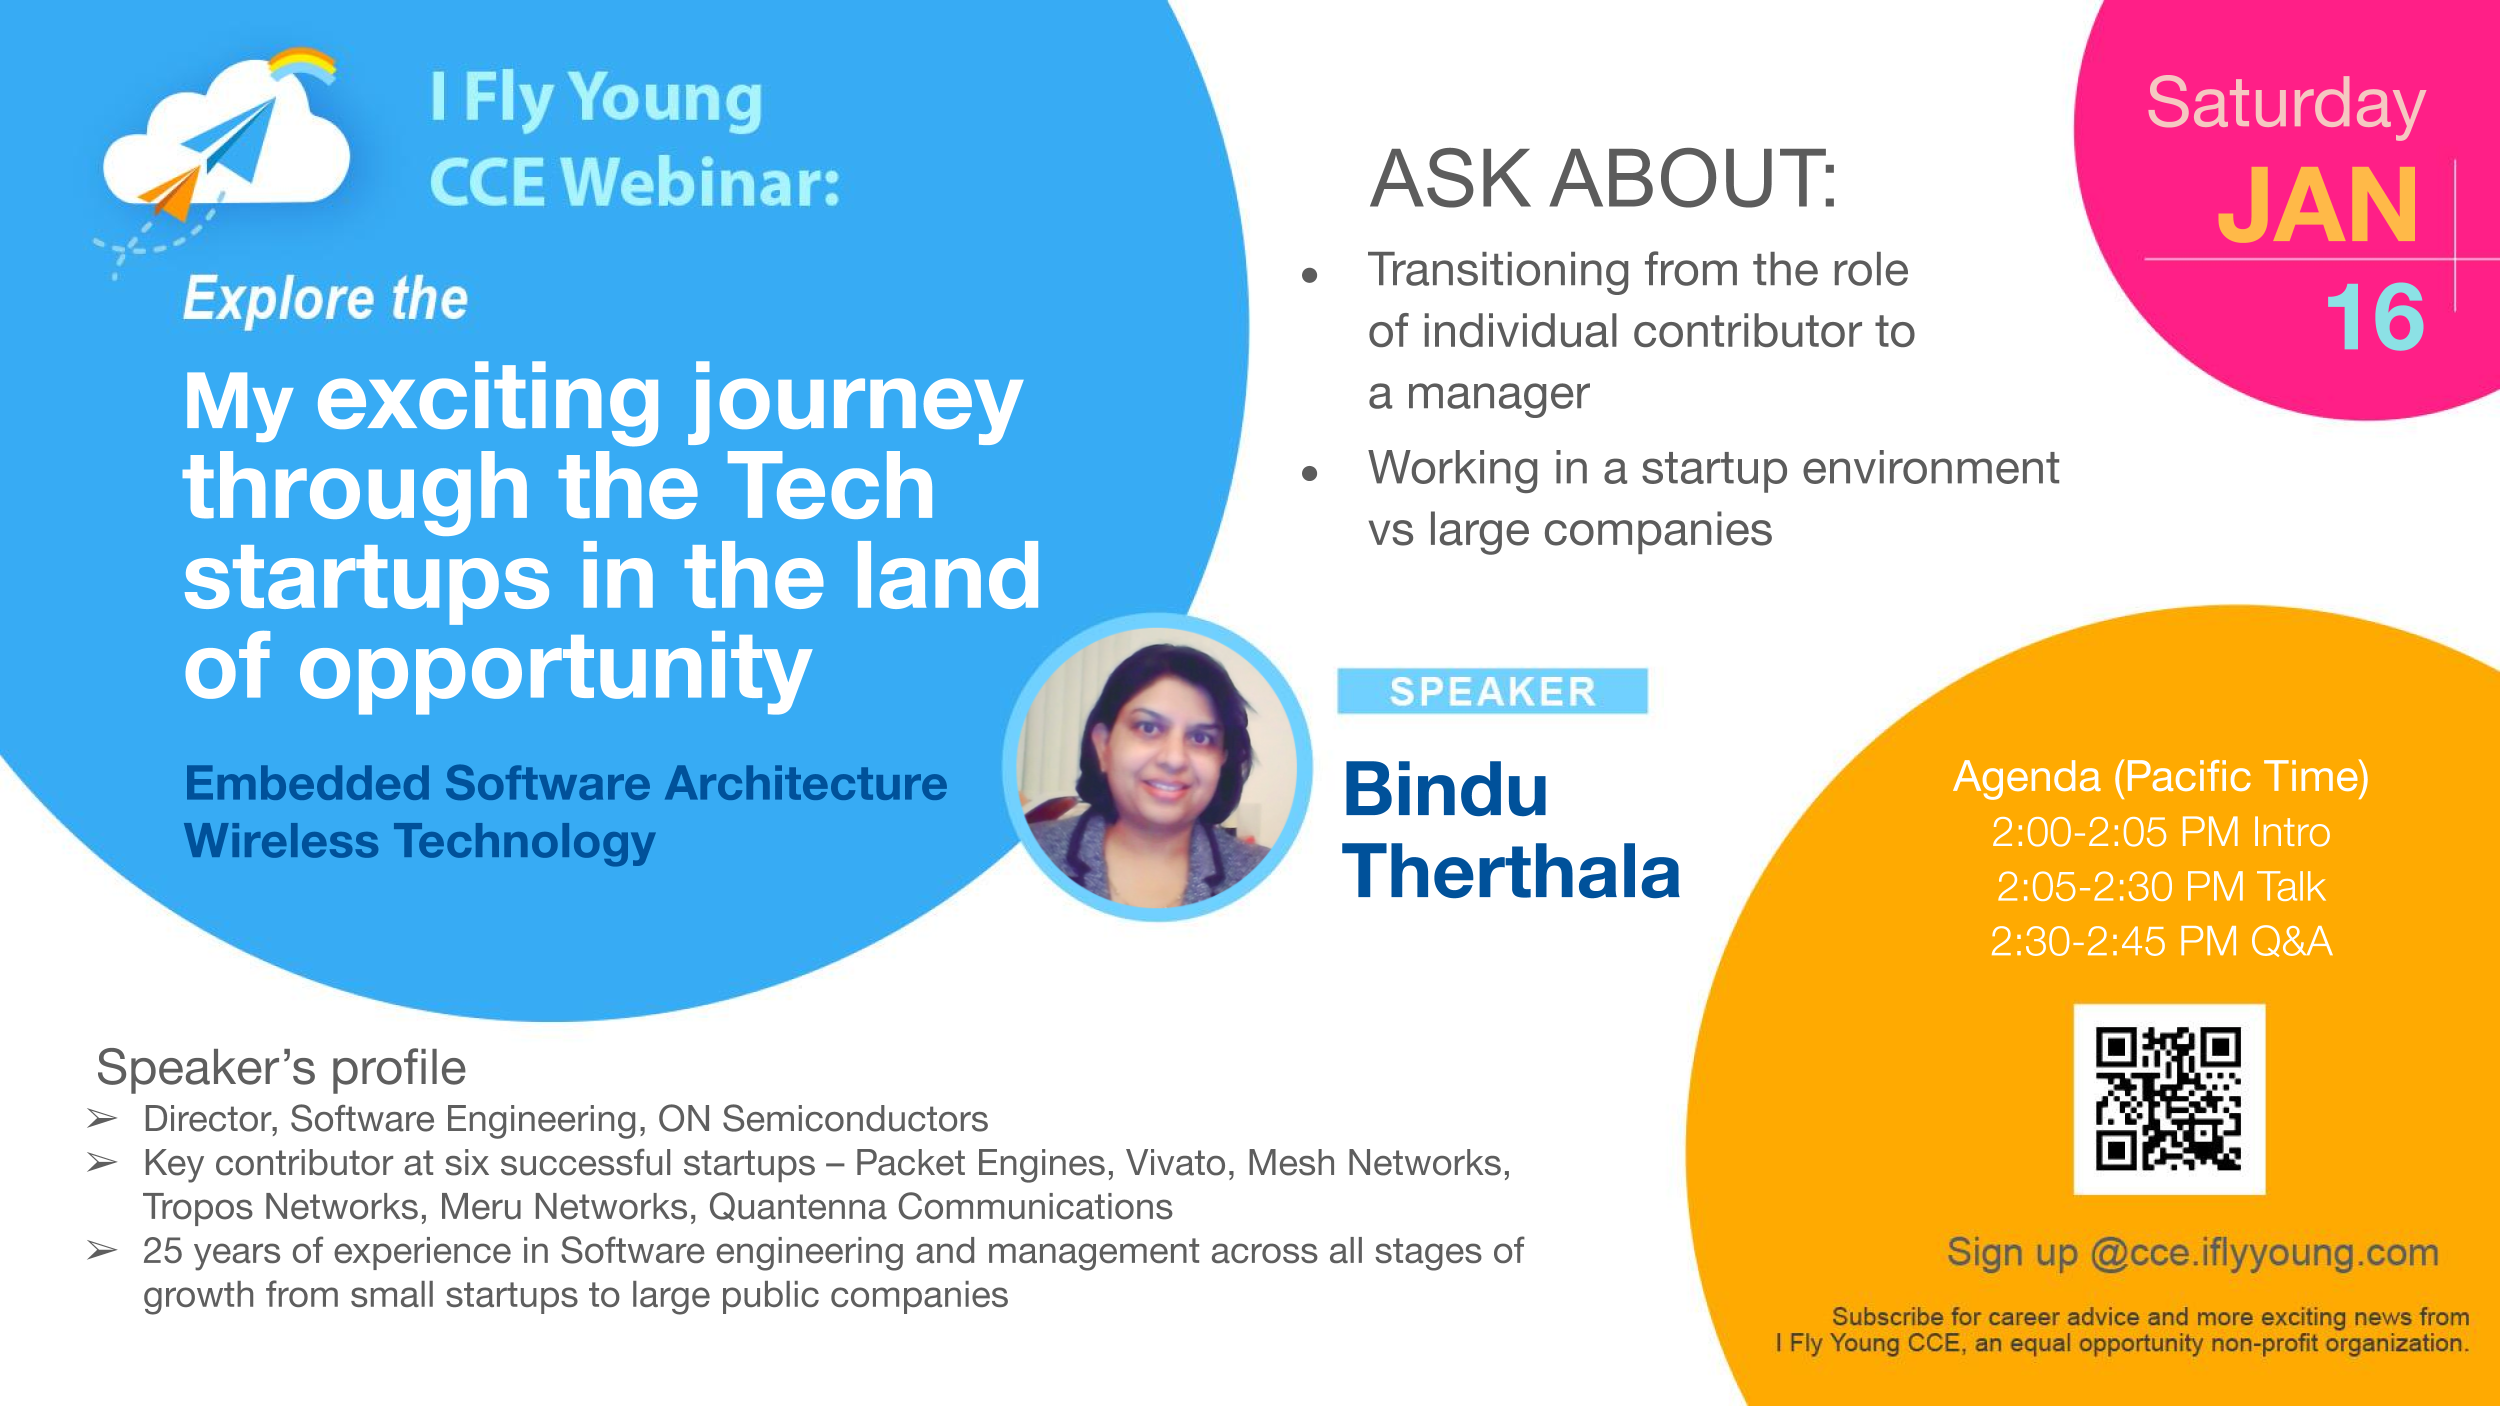 I Fly Young
CCE Webinar:
Explore the
My exciting journey
through the Tech
startups in the land
of opportunity
Embedded Software Architecture
Wireless Technology
ASK ABOUT:
• Transitioning from the role
of individual contributor to
a manager
• Working in a startup environment
vs large companies
Saturday
JAN
16
SPEAKER
Bindu
Therthala
Agenda (Pacific Time)
2:00-2:05 PM Intro
2:05-2:30 PM Talk
2:30-2:45 PM Q&A
Sign up @cce.iflyyoung.com
Subscribe for career advice and more exciting news from
I Fly Young CCE, an equal opportunity non-profit organization.
Speaker’s profile
➢ Director, Software Engineering, ON Semiconductors
➢ Key contributor at six successful startups – Packet Engines, Vivato, Mesh Networks,
Tropos Networks, Meru Networks, Quantenna Communications
➢ 25 years of experience in Software engineering and management across all stages of
growth from small startups to large public companies